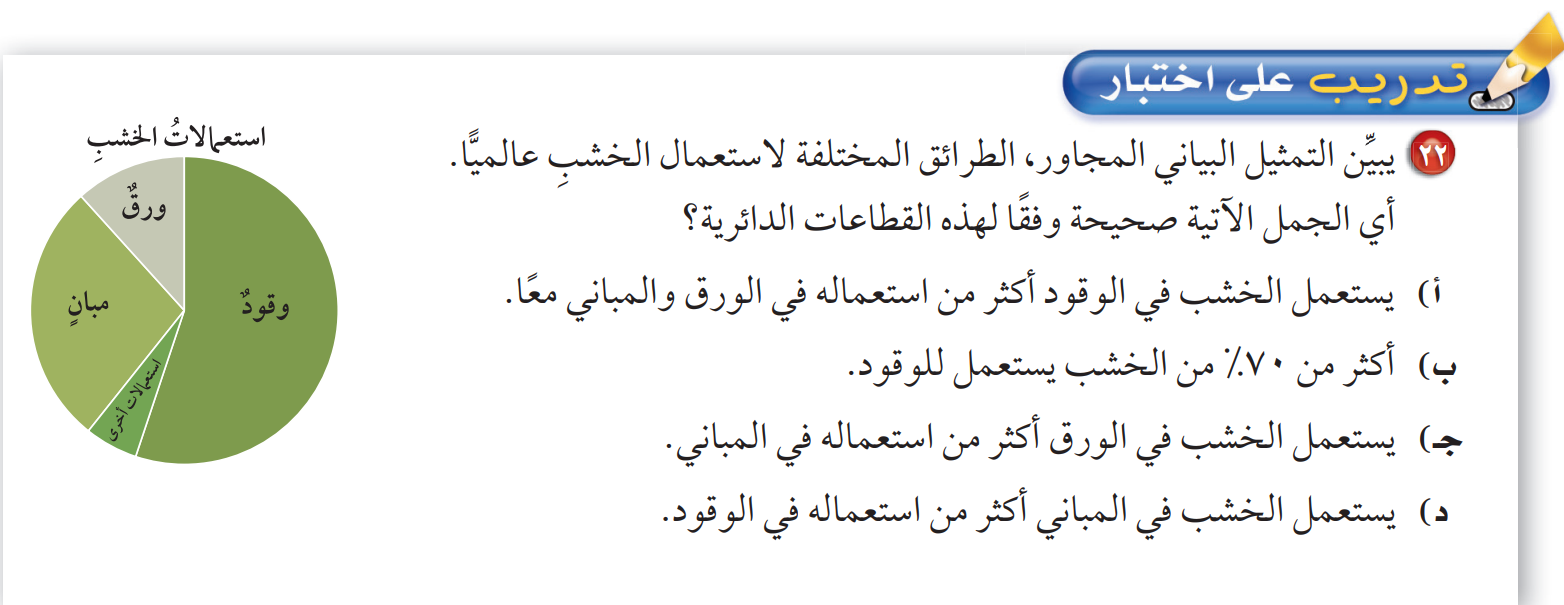 تدريب على اختبار
٢٢ يبيِّن التمثيل البياني المجاور، الطرائق المختلفة لاستعمال الخشبِ عالميًّا.
أي الجمل الآتية صحيحة وفقًا لهذه القطاعات الدائرية؟
أ) يستعمل الخشب في الوقود أكثر من استعماله في الورق والمباني معًا.
ب) أكثر من ٧٠٪ من الخشب يستعمل للوقود.
جـ) يستعمل الخشب في الورق أكثر من استعماله في المباني.
د) يستعمل الخشب في المباني أكثر من استعماله في الوقود.
استعمالاتُ الخشبِ
ورقٌ
وقودٌ
مبانٍ
استعمالات أخرى